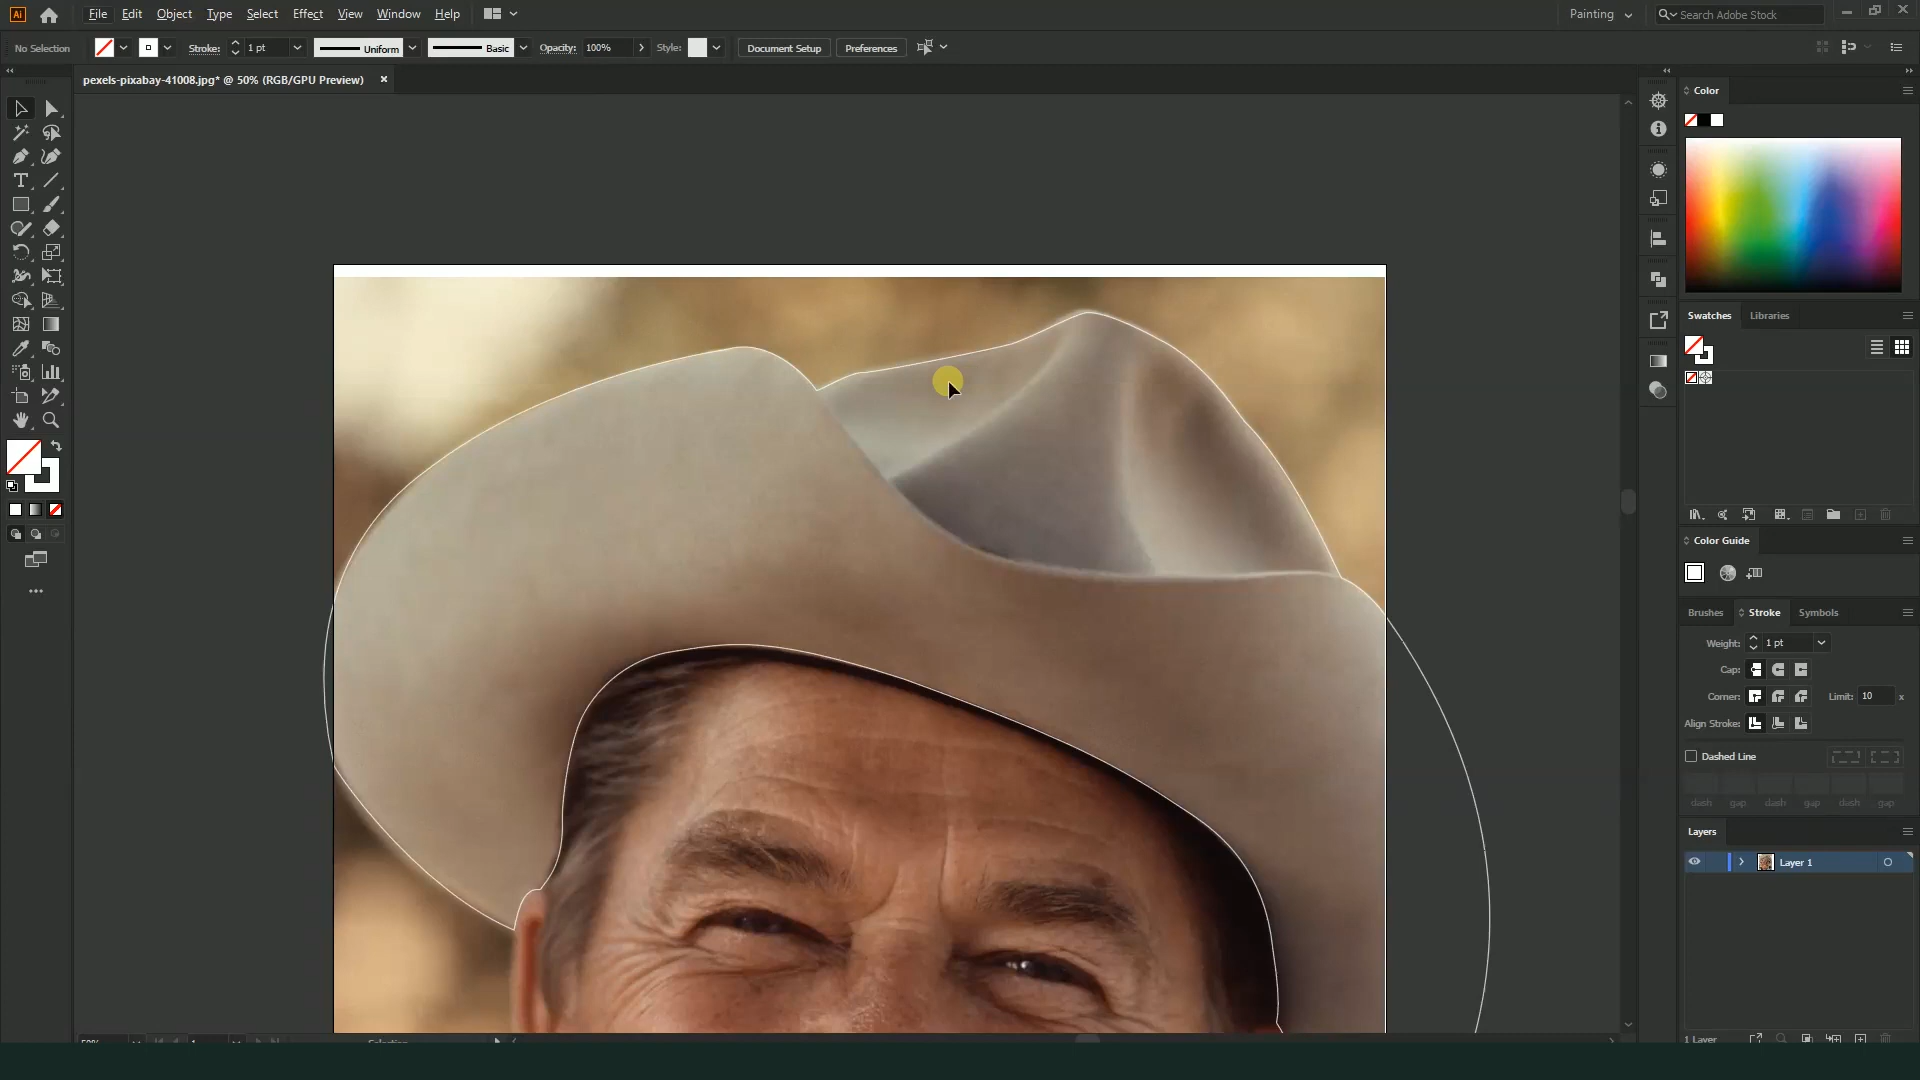 Ai File Edit Object Type Select Effect View Window Help Painting Search Adobe Stock
No Selection Stroke: 1 pt Uniform Basic Opacity: 100% Style: Document Setup Preferences
pexels-pixabay-41008.jpg* @ 50% (RGB/GPU Preview)
Color
Swatches Libraries
Color Guide
Brushes Stroke Symbols
Weight: 1 pt
Cap:
Corner: Limit: 10 x
Align Stroke:
Dashed Line
dash gap dash gap dash gap
Layers
Layer 1
1 Layer
50% 1 Selection